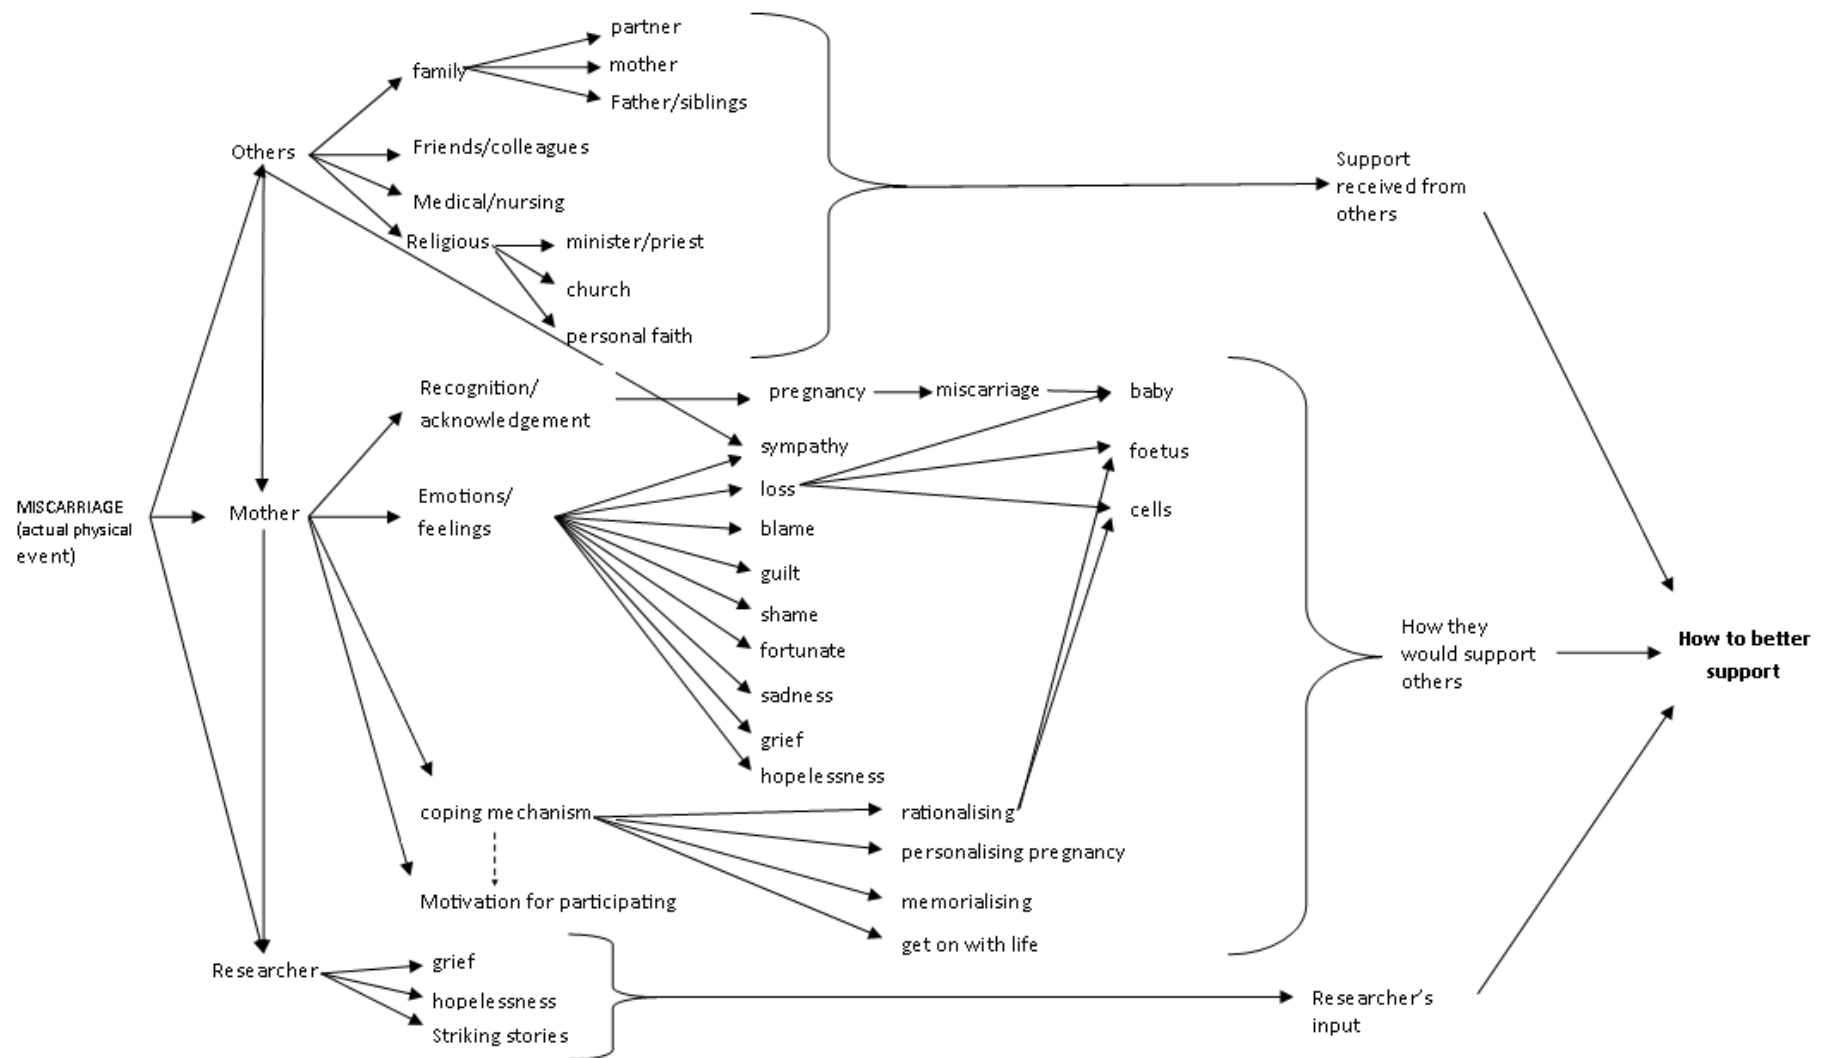 partner
family
mother
Father/siblings
Others
Friends/colleagues
Medical/nursing
Religious
minister/priest
church
personal faith
Support
received from
others
Recognition/
acknowledgement
pregnancy
miscarriage
baby
sympathy
foetus
Emotions/
feelings
loss
cells
MISCARRIAGE
(actual physical
event)
Mother
blame
guilt
shame
fortunate
sadness
grief
hopelessness
How they
would support
others
How to better
support
coping mechanism
rationalising
personalising pregnancy
Motivation for participating
memorialising
get on with life
Researcher
grief
hopelessness
Striking stories
Researcher's
input